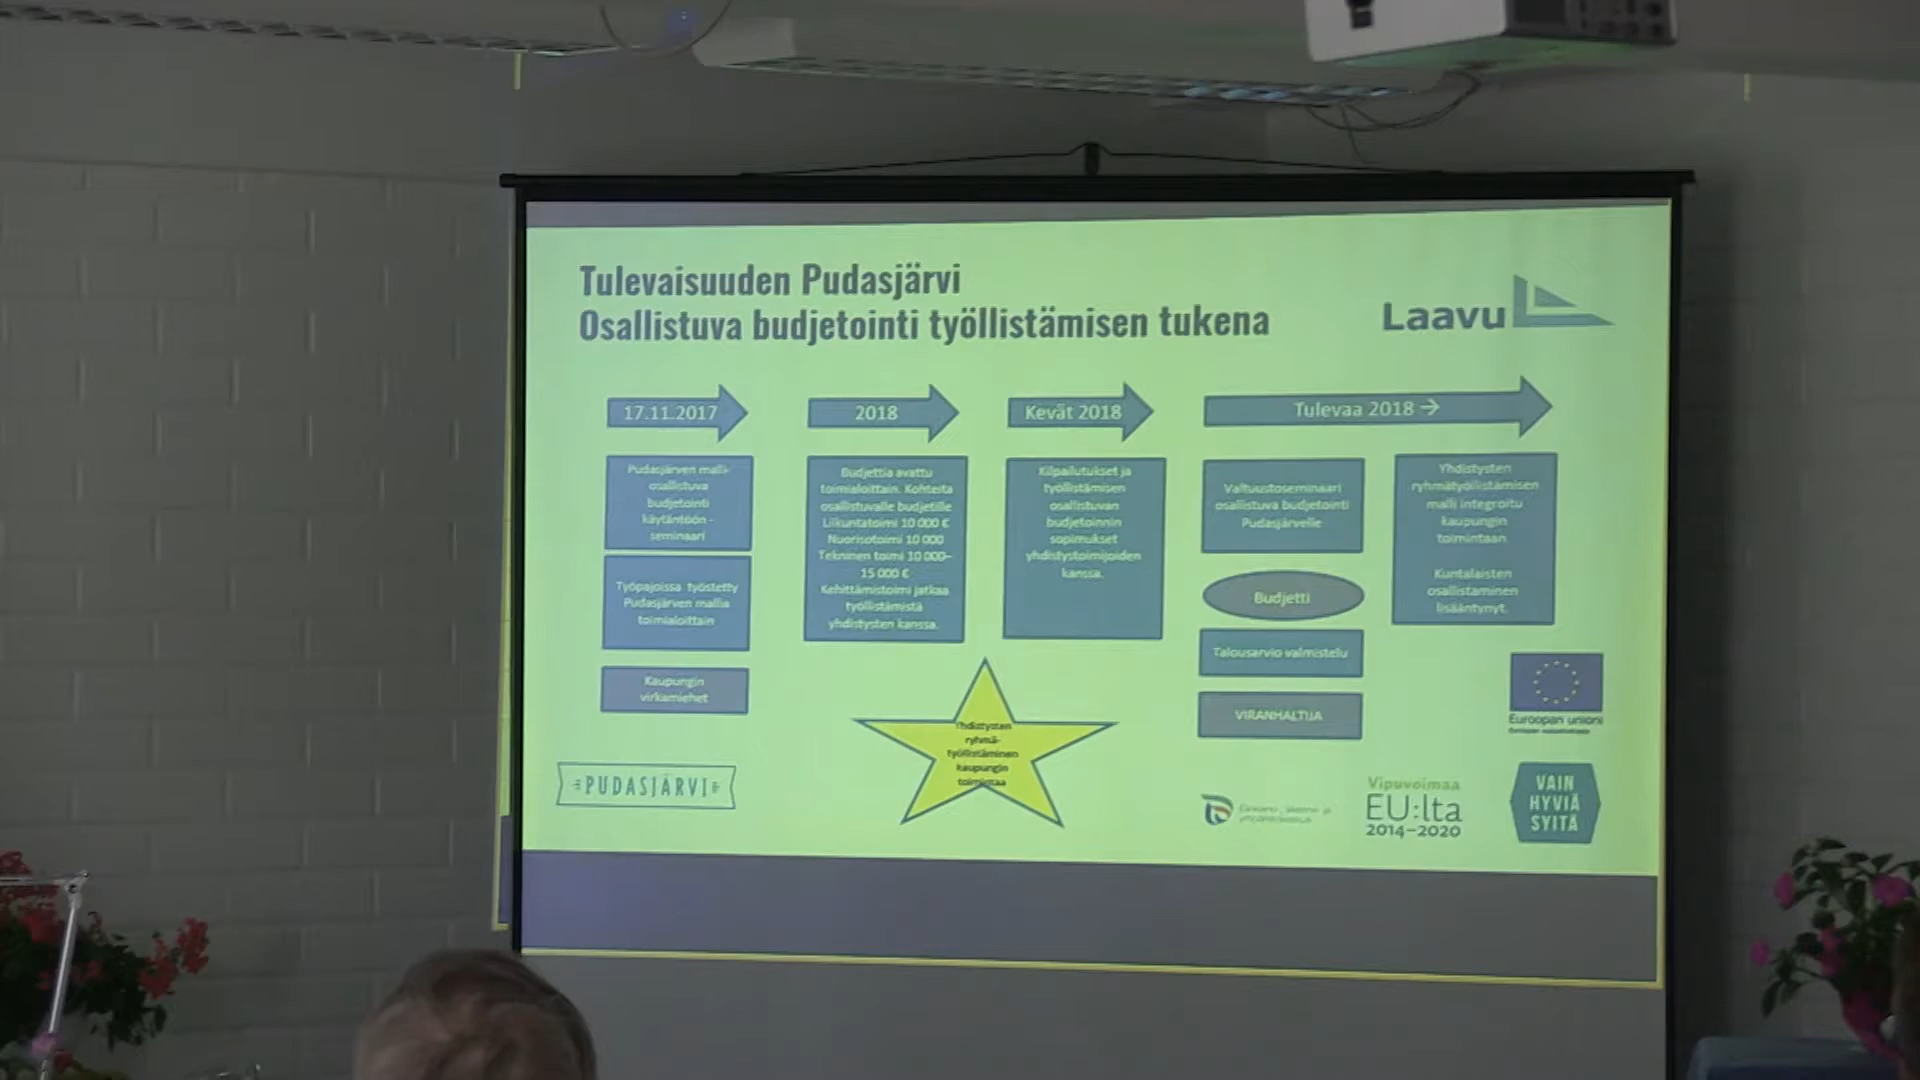 Tulevaisuuden Pudasjärvi
Osallistuva budjetointi työllistämisen tukena
Laavu
17.11.2017
Pudasjärven malli-
osallistuva
budjetointi
käytäntöön -
seminaari
Työpajoissa työstetty
Pudasjärven mallia
toimialoittain
Kaupungin
virkamiehet
2018
Budjettia avattu
toimialoittain. Kohteita
osallistuvalle budjetille
Liikuntatoimi 10 000 €
Nuorisotoimi 10 000
Tekninen toimi 10 000–
15 000 €
Kehittämistoimi jatkaa
työllistämistä
yhdistysten kanssa.
Kevät 2018
Kilpailutukset ja
työllistämisen
osallistuvan
budjetoinnin
sopimukset
yhdistystoimijoiden
kanssa.
Tulevaa 2018 →
Valtuustoseminaari
osallistuva budjetointi
Pudasjärvelle
Budjetti
Talousarvio valmistelu
VIRANHALTIJA
Yhdistysten
ryhmätyöllistämisen
malli integroitu
kaupungin
toimintaan.
Kuntalaisten
osallistaminen
lisääntynyt.
Yhdistysten
ryhmä-
työllistäminen
kaupungin
toimintaa
PUDASJÄRVI
Euroopan unioni
Vipuvoimaa
EU:lta
2014–2020
VAIN
HYVIÄ
SYITÄ